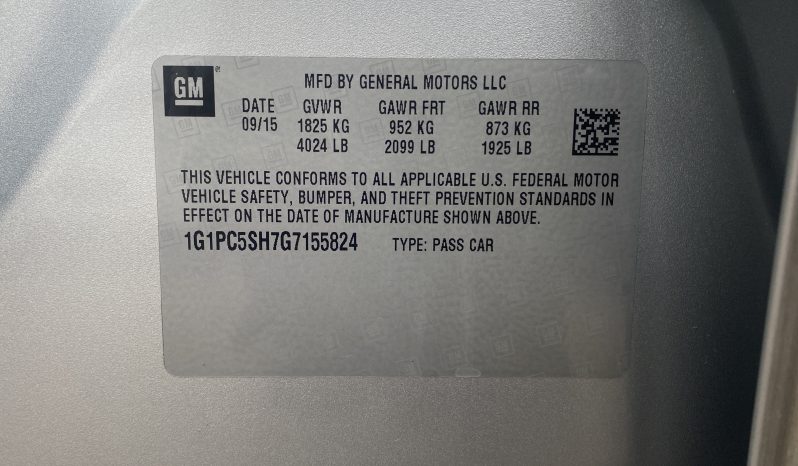 GM
MFD BY GENERAL MOTORS LLC
DATE GVWR GAWR FRT GAWR RR
09/15 1825 KG 952 KG 873 KG
4024 LB 2099 LB 1925 LB
THIS VEHICLE CONFORMS TO ALL APPLICABLE U.S. FEDERAL MOTOR
VEHICLE SAFETY, BUMPER, AND THEFT PREVENTION STANDARDS IN
EFFECT ON THE DATE OF MANUFACTURE SHOWN ABOVE.
1G1PC5SH7G7155824 TYPE: PASS CAR